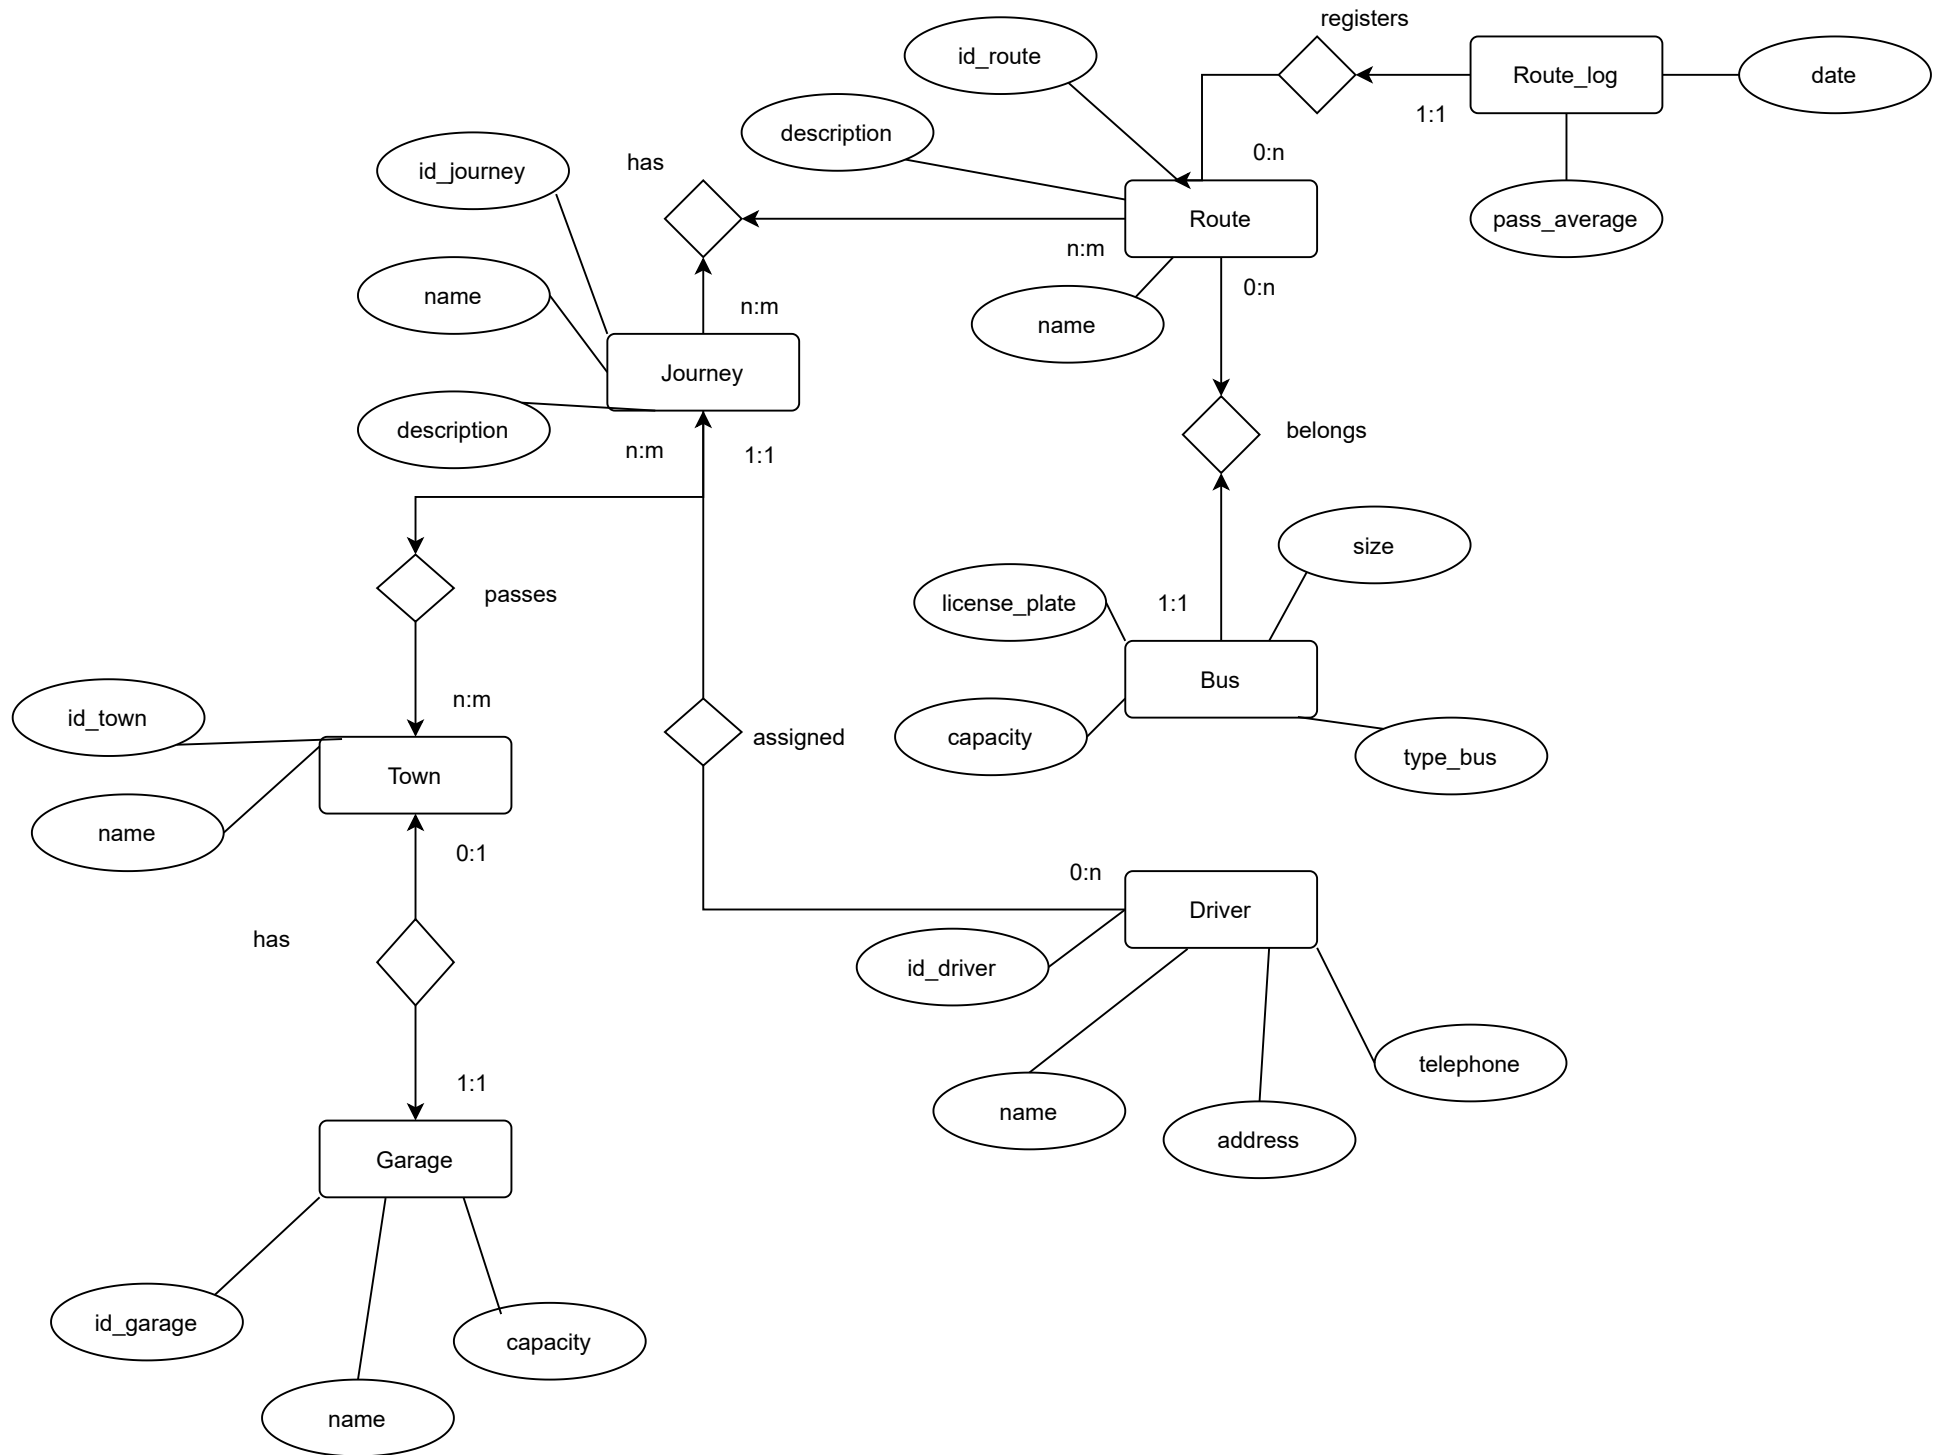 registers
id_route
Route_log
date
1:1
description
0:n
has
id_journey
Route
pass_average
n:m
0:n
name
n:m
name
Journey
description
belongs
n:m
1:1
size
passes
license_plate
1:1
Bus
n:m
id_town
assigned
capacity
type_bus
Town
name
0:1
0:n
Driver
has
id_driver
telephone
1:1
name
address
Garage
id_garage
capacity
name